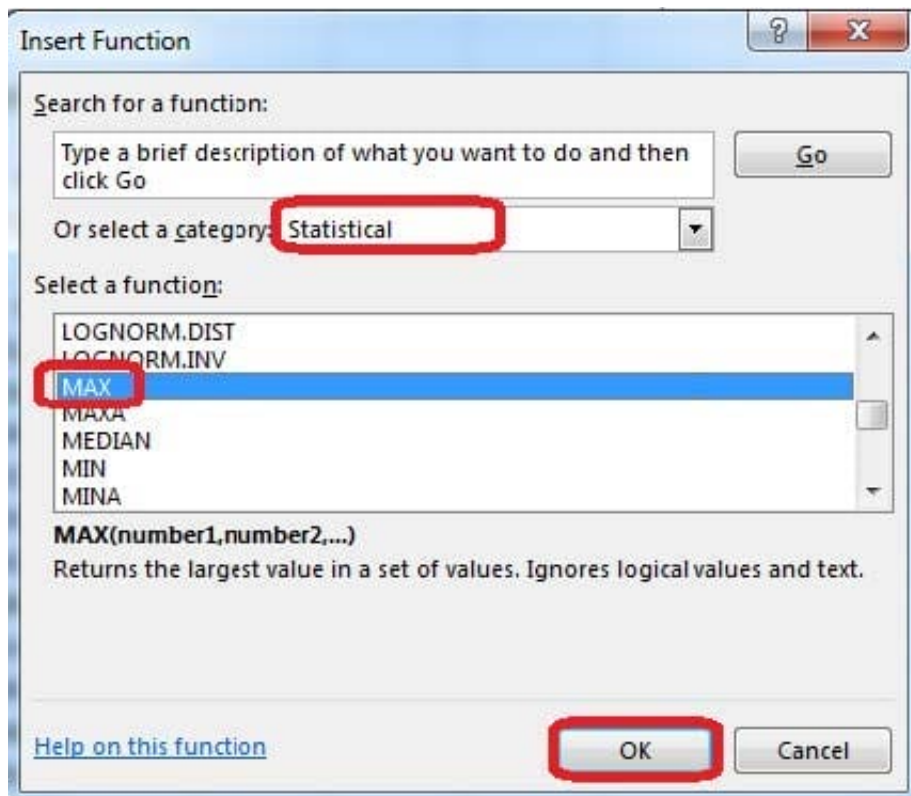 Insert Function
Search for a function:
Type a brief description of what you want to do and then
click Go
Go
Or select a category: Statistical
Select a function:
LOGNORM.DIST
LOGNORM.INV
MAX
MAXA
MEDIAN
MIN
MINA
MAX(number1,number2,...)
Returns the largest value in a set of values. Ignores logical values and text.
Help on this function
OK
Cancel